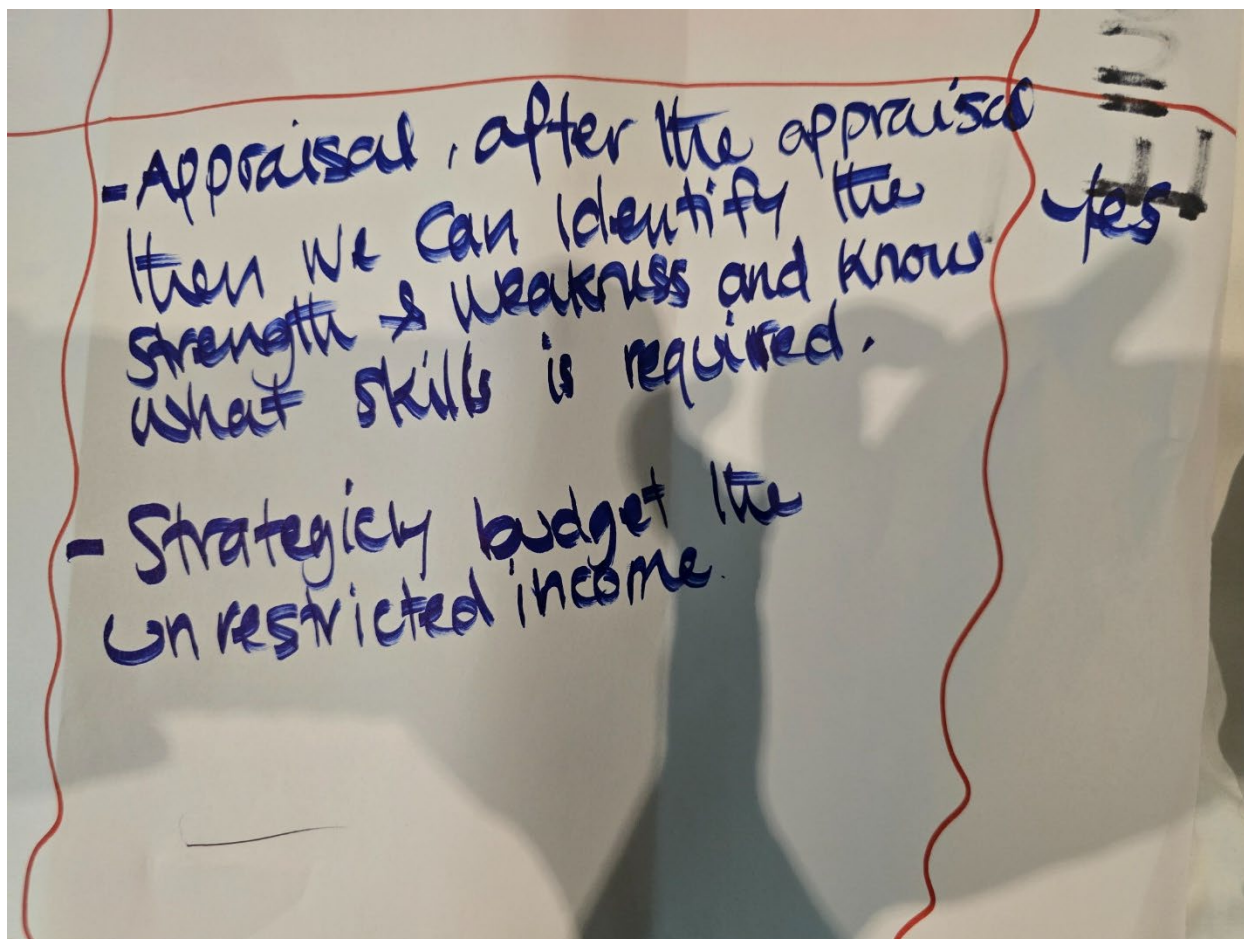 -Appraisal, after the appraisal
then we can identify the
strength & weakness and know
what skills is required.
- Strategicly budget the
unrestricted income.
Yes